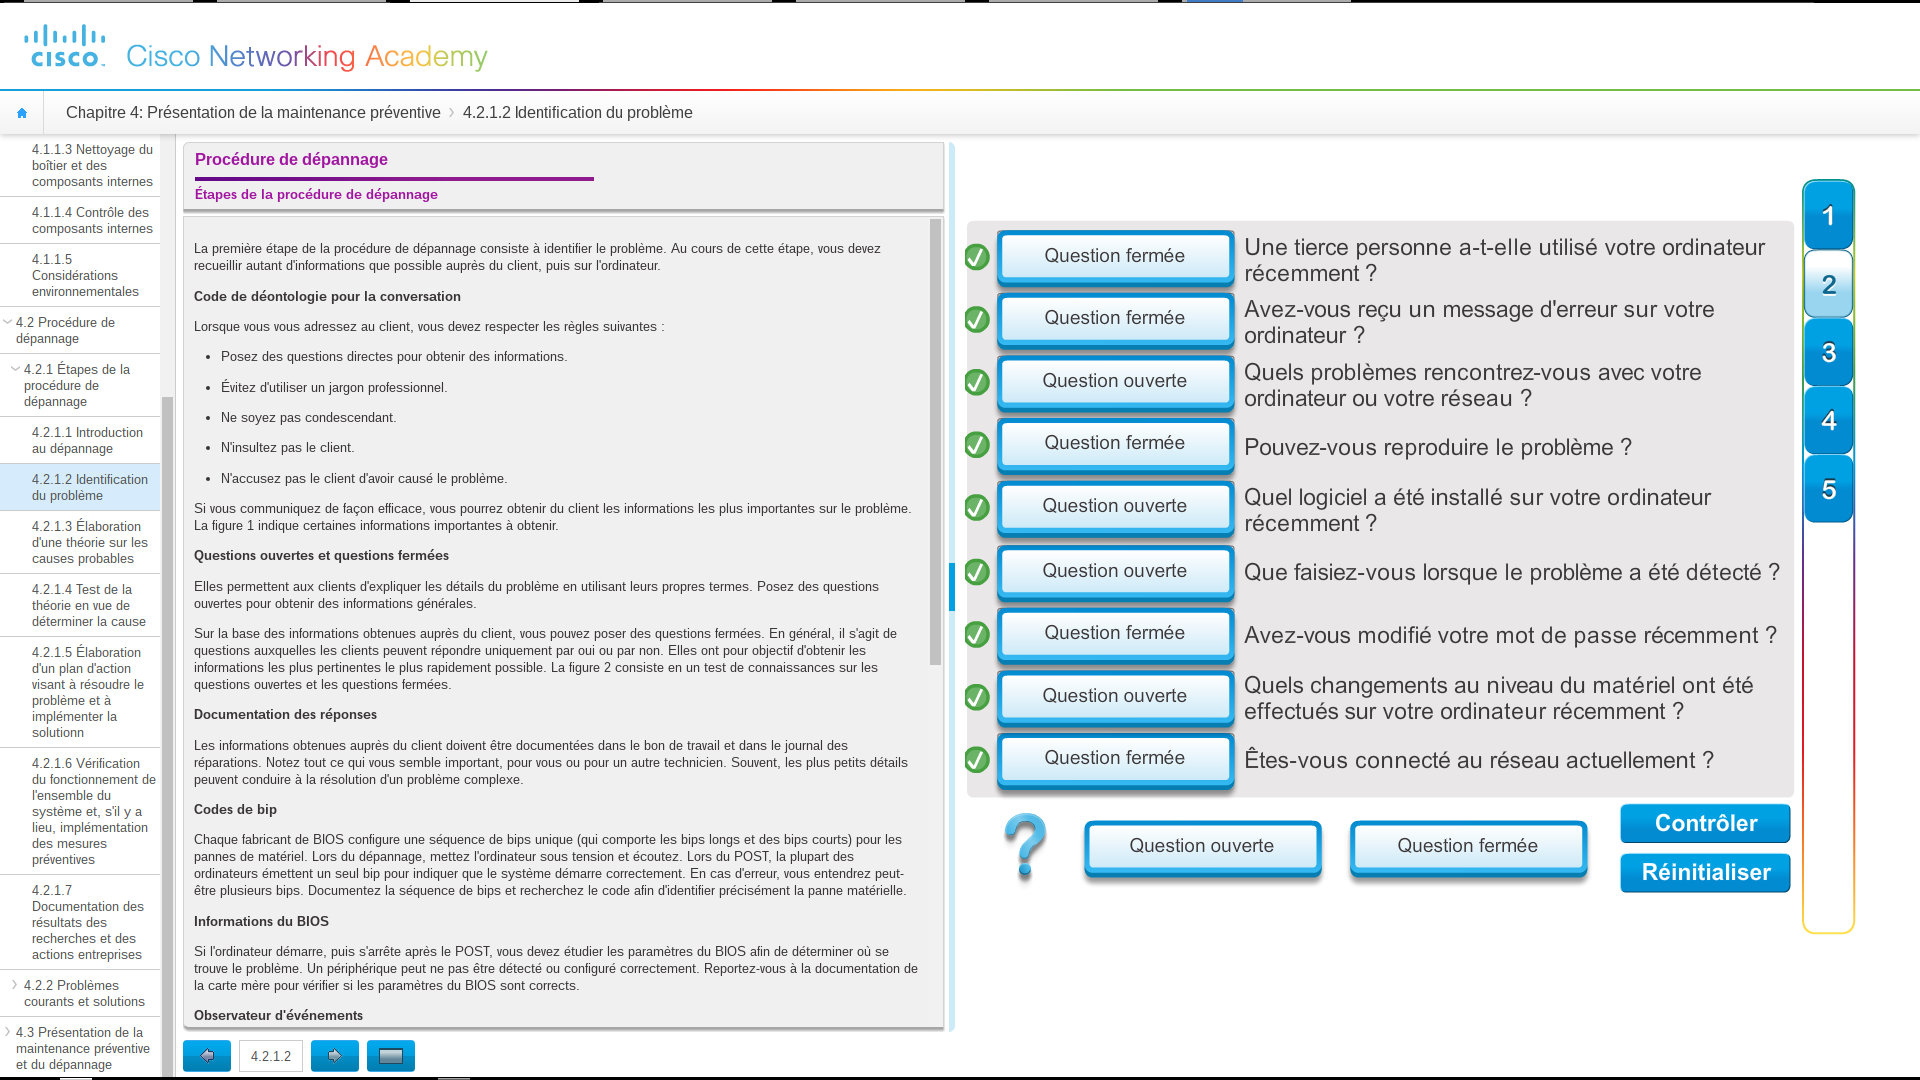 CISCO
Cisco Networking Academy
Chapitre 4: Présentation de la maintenance préventive > 4.2.1.2 Identification du problème
4.1.1.3 Nettoyage du
boîtier et des
composants internes
4.1.1.4 Contrôle des
composants internes
4.1.1.5
Considérations
environnementales
4.2 Procédure de
dépannage
4.2.1 Étapes de la
procédure de
dépannage
4.2.1.1 Introduction
au dépannage
4.2.1.2 Identification
du problème
4.2.1.3 Élaboration
d'une théorie sur les
causes probables
4.2.1.4 Test de la
théorie en vue de
déterminer la cause
4.2.1.5 Élaboration
d'un plan d'action
visant à résoudre le
problème et à
implémenter la
solutionn
4.2.1.6 Vérification
du fonctionnement de
l'ensemble du
système et, s'il y a
lieu, implémentation
des mesures
préventives
4.2.1.7
Documentation des
résultats des
recherches et des
actions entreprises
4.2.2 Problèmes
courants et solutions
4.3 Présentation de la
maintenance préventive
et du dépannage
Procédure de dépannage
Étapes de la procédure de dépannage
La première étape de la procédure de dépannage consiste à identifier le problème. Au cours de cette étape, vous devez
recueillir autant d'informations que possible auprès du client, puis sur l'ordinateur.
Code de déontologie pour la conversation
Lorsque vous vous adressez au client, vous devez respecter les règles suivantes :
• Posez des questions directes pour obtenir des informations.
• Évitez d'utiliser un jargon professionnel.
• Ne soyez pas condescendant.
• N'insultez pas le client.
• N'accusez pas le client d'avoir causé le problème.
Si vous communiquez de façon efficace, vous pourrez obtenir du client les informations les plus importantes sur le problème.
La figure 1 indique certaines informations importantes à obtenir.
Questions ouvertes et questions fermées
Elles permettent aux clients d'expliquer les détails du problème en utilisant leurs propres termes. Posez des questions
ouvertes pour obtenir des informations générales.
Sur la base des informations obtenues auprès du client, vous pouvez poser des questions fermées. En général, il s'agit de
questions auxquelles les clients peuvent répondre uniquement par oui ou par non. Elles ont pour objectif d'obtenir les
informations les plus pertinentes le plus rapidement possible. La figure 2 consiste en un test de connaissances sur les
questions ouvertes et les questions fermées.
Documentation des réponses
Les informations obtenues auprès du client doivent être documentées dans le bon de travail et dans le journal des
réparations. Notez tout ce qui vous semble important, pour vous ou pour un autre technicien. Souvent, les plus petits détails
peuvent conduire à la résolution d'un problème complexe.
Codes de bip
Chaque fabricant de BIOS configure une séquence de bips unique (qui comporte les bips longs et des bips courts) pour les
pannes de matériel. Lors du dépannage, mettez l'ordinateur sous tension et écoutez. Lors du POST, la plupart des
ordinateurs émettent un seul bip pour indiquer que le système démarre correctement. En cas d'erreur, vous entendrez peut-
être plusieurs bips. Documentez la séquence de bips et recherchez le code afin d'identifier précisément la panne matérielle.
Informations du BIOS
Si l'ordinateur démarre, puis s'arrête après le POST, vous devez étudier les paramètres du BIOS afin de déterminer où se
trouve le problème. Un périphérique peut ne pas être détecté ou configuré correctement. Reportez-vous à la documentation de
la carte mère pour vérifier si les paramètres du BIOS sont corrects.
Observateur d'événements
4.2.1.2
Question fermée Une tierce personne a-t-elle utilisé votre ordinateur
récemment ?
Question fermée Avez-vous reçu un message d'erreur sur votre
ordinateur ?
Question ouverte Quels problèmes rencontrez-vous avec votre
ordinateur ou votre réseau ?
Question fermée Pouvez-vous reproduire le problème ?
Question ouverte Quel logiciel a été installé sur votre ordinateur
récemment ?
Question ouverte Que faisiez-vous lorsque le problème a été détecté ?
Question fermée Avez-vous modifié votre mot de passe récemment ?
Question ouverte Quels changements au niveau du matériel ont été
effectués sur votre ordinateur récemment ?
Question fermée Êtes-vous connecté au réseau actuellement ?
? Question ouverte Question fermée
Contrôler
Réinitialiser
1
2
3
4
5